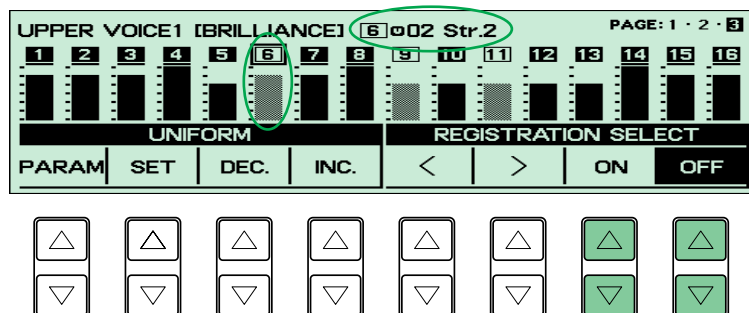 UPPER VOICE1 [BRILLIANCE] 6 02 Str.2 PAGE: 1 · 2 · 3
1 2 3 4 5 6 7 8 9 10 11 12 13 14 15 16
UNIFORM REGISTRATION SELECT
PARAM SET DEC. INC. < > ON OFF